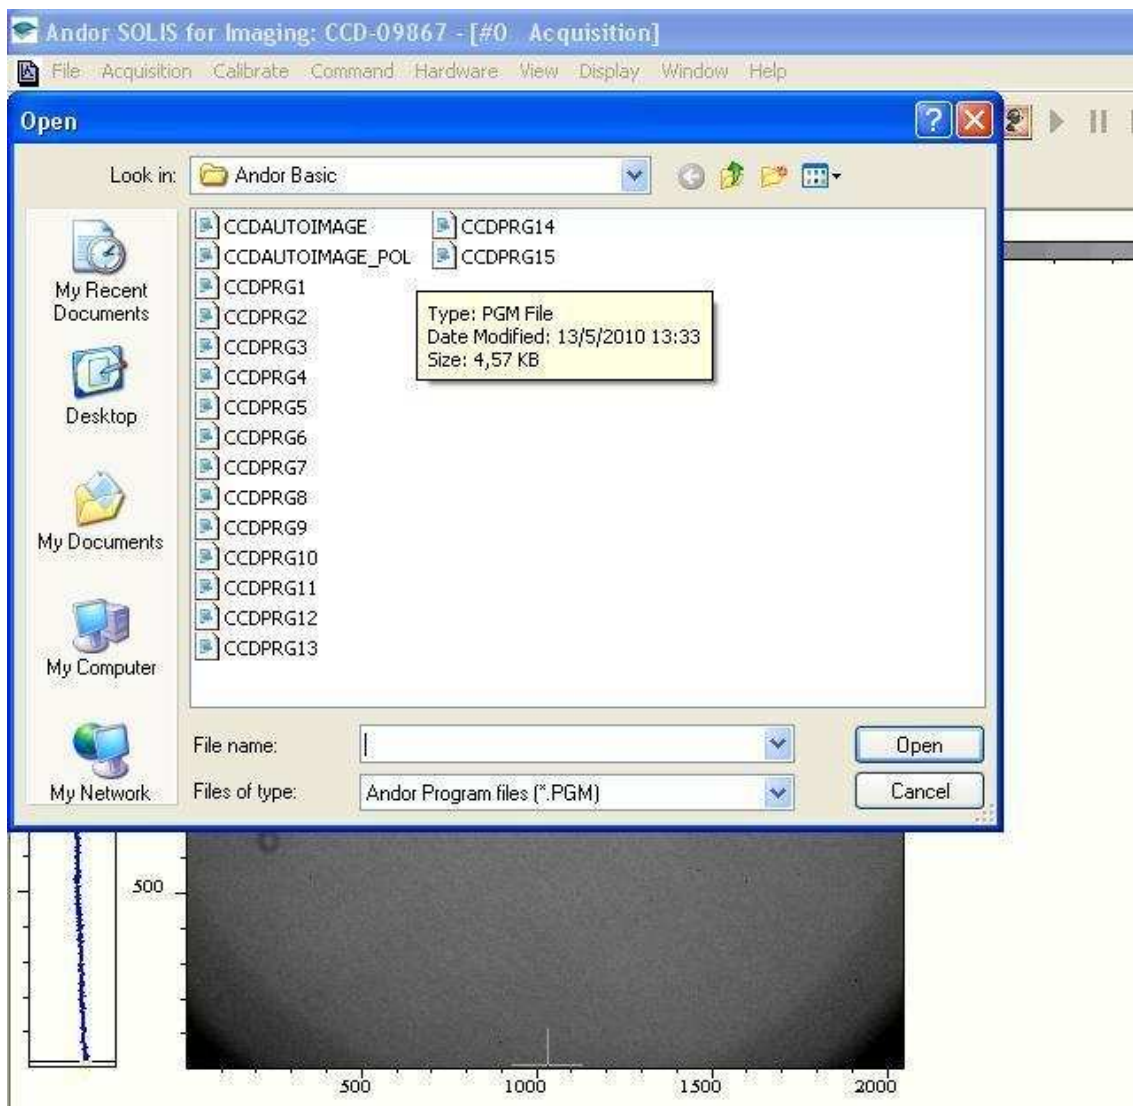 Andor SOLIS for Imaging: CCD-09867 - [#0 Acquisition]
File Acquisition Calibrate Command Hardware View Display Window Help
Open
Look in: Andor Basic
My Recent Documents
Desktop
My Documents
My Computer
My Network
CCDAUTOIMAGE
CCDAUTOIMAGE_POL
CCDPRG1
CCDPRG2
CCDPRG3
CCDPRG4
CCDPRG5
CCDPRG6
CCDPRG7
CCDPRG8
CCDPRG9
CCDPRG10
CCDPRG11
CCDPRG12
CCDPRG13
CCDPRG14
CCDPRG15
Type: PGM File
Date Modified: 13/5/2010 13:33
Size: 4,57 KB
File name:
Open
Files of type: Andor Program files (*.PGM)
Cancel
500
500 1000 1500 2000